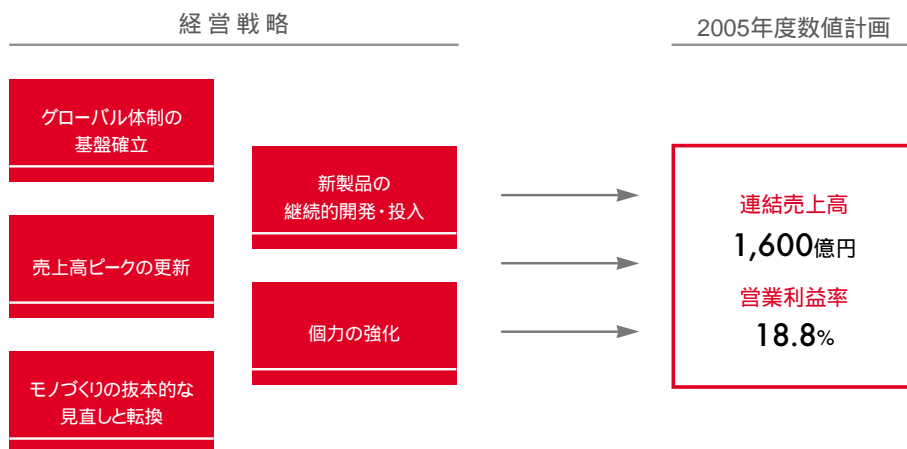 経営戦略
2005年度数値計画
グローバル体制の
基盤確立
売上高ピークの更新
モノづくりの抜本的な
見直しと転換
新製品の
継続的開発・投入
個力の強化
連結売上高
1,600億円
営業利益率
18.8%